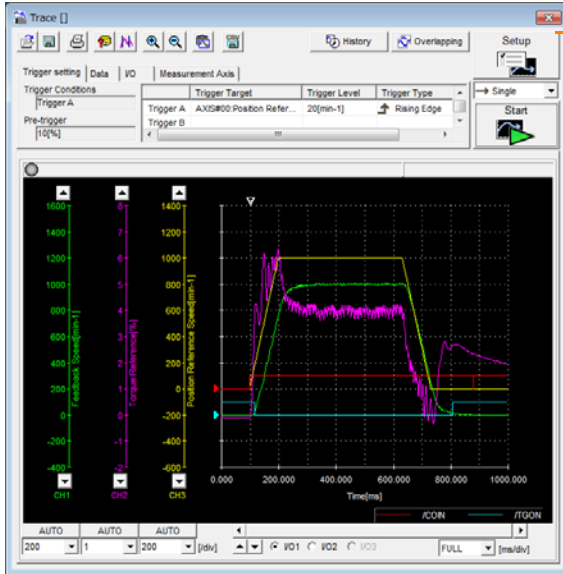 Trace []
History
Overlapping
Setup
Trigger setting
Data
I/O
Measurement Axis
Single
Trigger Conditions
Trigger A
Pre-trigger
10[%]
Trigger Target
Trigger Level
Trigger Type
Trigger A
AXIS#00:Position Refer...
20[min-1]
Rising Edge
Trigger B
Start
1600
1400
1200
1000
800
600
400
200
0
-200
-400
-600
Feedback Speed[min-1]
CH1
8
7
6
5
4
3
2
1
0
-1
-2
Torque Reference[%]
CH2
1400
1200
1000
800
600
400
200
0
-200
-400
-600
Position Reference Speed[min-1]
CH3
0.000
200.000
400.000
600.000
800.000
1000.000
Time[ms]
/COIN
/TGON
AUTO
AUTO
AUTO
200
1
200
[/div]
I/O1
I/O2
I/O3
FULL
[ms/div]